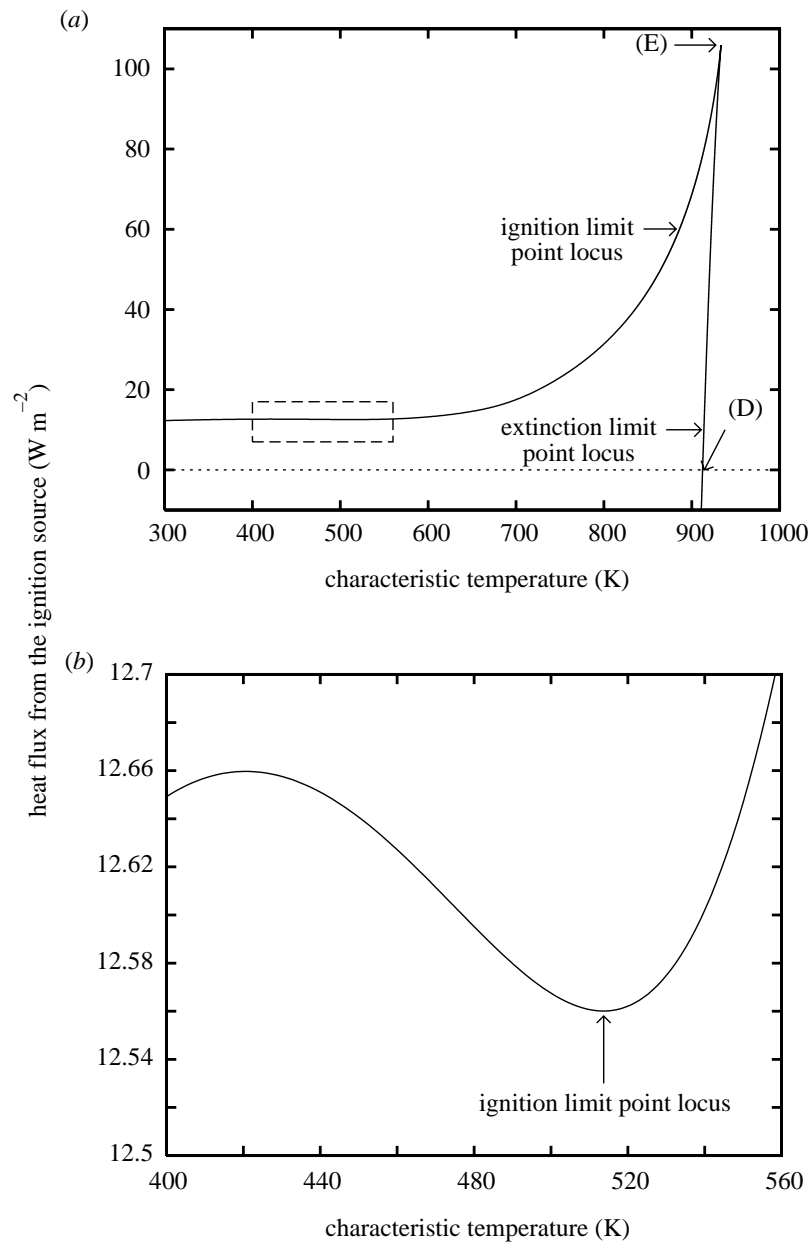 (a)
100
80
60
40
20
0
(E)
ignition limit
point locus
(D)
extinction limit
point locus
300 400 500 600 700 800 900 1000
characteristic temperature (K)
heat flux from the ignition source (W m⁻²)
(b)
12.7
12.66
12.62
12.58
12.54
12.5
ignition limit point locus
400 440 480 520 560
characteristic temperature (K)